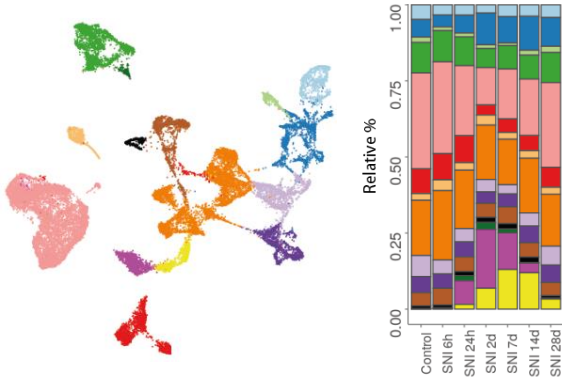 1.00
0.75
0.50
0.25
0.00
Relative %
Control
SNI 6h
SNI 24h
SNI 2d
SNI 7d
SNI 14d
SNI 28d